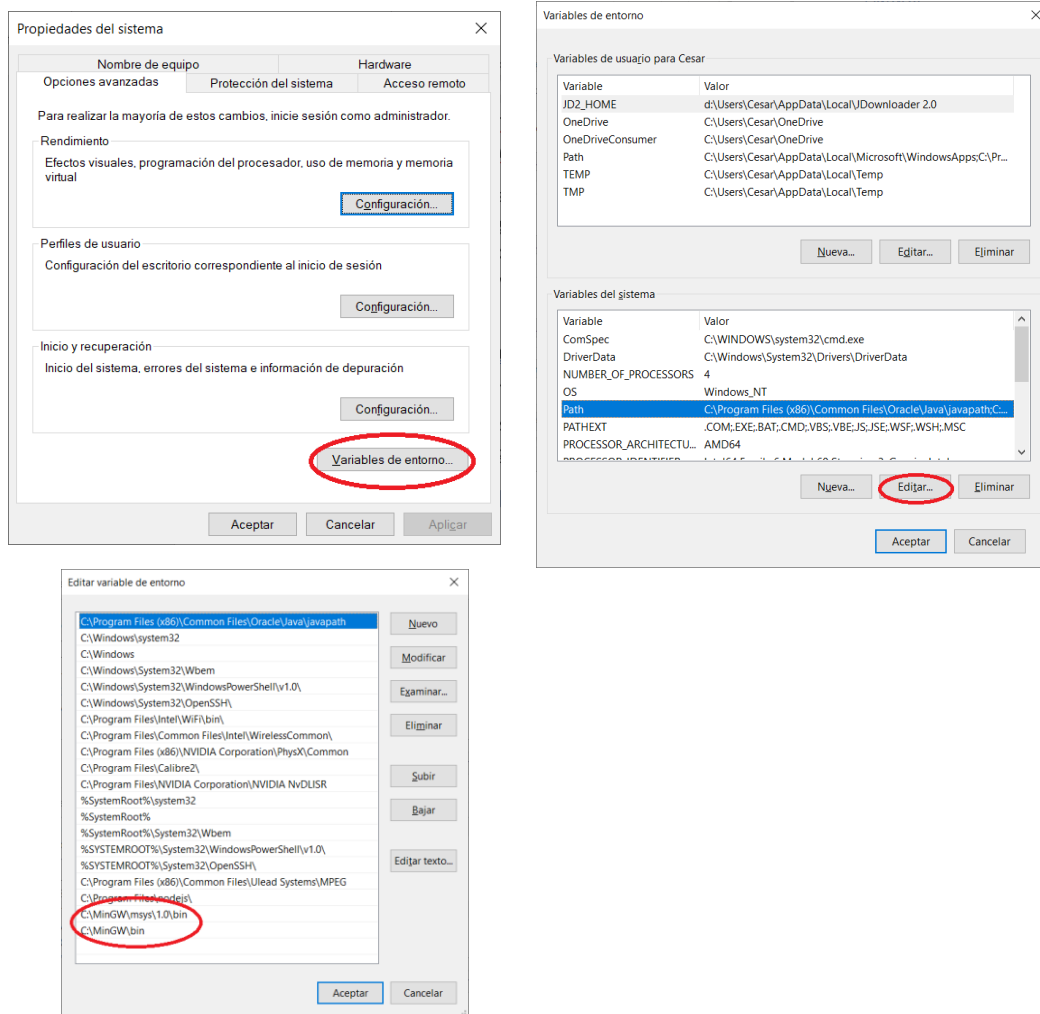 Propiedades del sistema
Nombre de equipo Hardware
Opciones avanzadas Protección del sistema Acceso remoto
Para realizar la mayoría de estos cambios, inicie sesión como administrador.
Rendimiento
Efectos visuales, programación del procesador, uso de memoria y memoria
virtual
Configuración...
Perfiles de usuario
Configuración del escritorio correspondiente al inicio de sesión
Configuración...
Inicio y recuperación
Inicio del sistema, errores del sistema e información de depuración
Configuración...
Variables de entorno...
Aceptar Cancelar Aplicar
Variables de entorno
Variables de usuario para Cesar
Variable Valor
JD2_HOME d:\Users\Cesar\AppData\Local\JDownloader 2.0
OneDrive C:\Users\Cesar\OneDrive
OneDriveConsumer C:\Users\Cesar\OneDrive
Path C:\Users\Cesar\AppData\Local\Microsoft\WindowsApps;C:\Pr...
TEMP C:\Users\Cesar\AppData\Local\Temp
TMP C:\Users\Cesar\AppData\Local\Temp
Nueva... Editar... Eliminar
Variables del sistema
Variable Valor
ComSpec C:\WINDOWS\system32\cmd.exe
DriverData C:\Windows\System32\Drivers\DriverData
NUMBER_OF_PROCESSORS 4
OS Windows_NT
Path C:\Program Files (x86)\Common Files\Oracle\Java\javapath;C:...
PATHEXT .COM;.EXE;.BAT;.CMD;.VBS;.VBE;.JS;.JSE;.WSF;.WSH;.MSC
PROCESSOR_ARCHITECTU... AMD64
Nueva... Editar... Eliminar
Aceptar Cancelar
Editar variable de entorno
C:\Program Files (x86)\Common Files\Oracle\Java\javapath
C:\Windows\system32
C:\Windows
C:\Windows\System32\Wbem
C:\Windows\System32\WindowsPowerShell\v1.0\
C:\Windows\System32\OpenSSH\
C:\Program Files\Intel\WiFi\bin\
C:\Program Files\Common Files\Intel\WirelessCommon\
C:\Program Files (x86)\NVIDIA Corporation\PhysX\Common
C:\Program Files\Calibre2\
C:\Program Files\NVIDIA Corporation\NVIDIA NvDLISR
%SystemRoot%\system32
%SystemRoot%
%SystemRoot%\System32\Wbem
%SYSTEMROOT%\System32\WindowsPowerShell\v1.0\
%SYSTEMROOT%\System32\OpenSSH\
C:\Program Files (x86)\Common Files\Ulead Systems\MPEG
C:\Program Files\nodejs\
C:\MinGW\msys\1.0\bin
C:\MinGW\bin
Nuevo
Modificar
Examinar...
Eliminar
Subir
Bajar
Editar texto...
Aceptar Cancelar